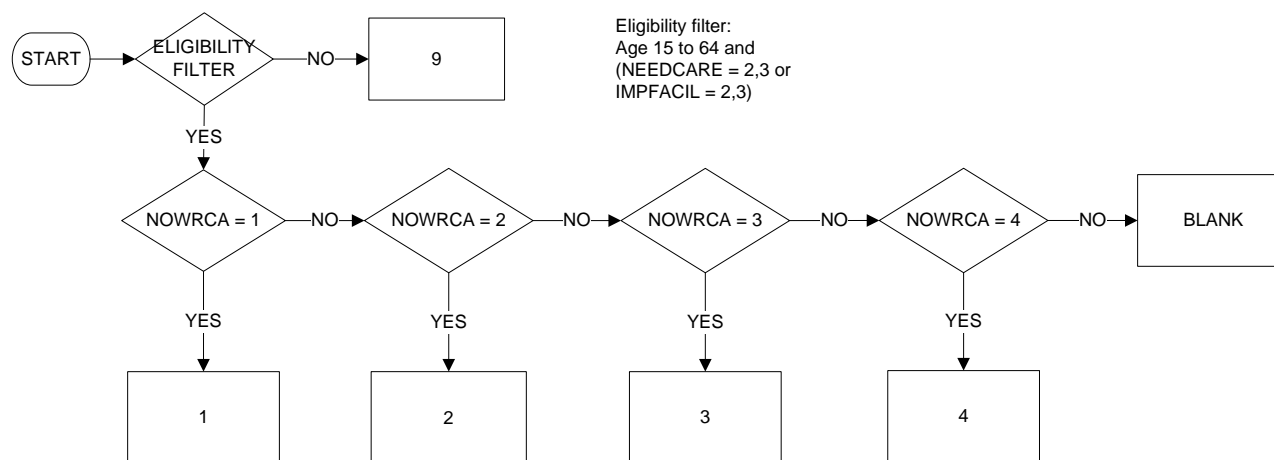 START
ELIGIBILITY
FILTER
NO
9
Eligibility filter:
Age 15 to 64 and
(NEEDCARE = 2,3 or
IMPFACIL = 2,3)
YES
NOWRCA = 1
NO
NOWRCA = 2
NO
NOWRCA = 3
NO
NOWRCA = 4
NO
BLANK
YES
YES
YES
YES
1
2
3
4